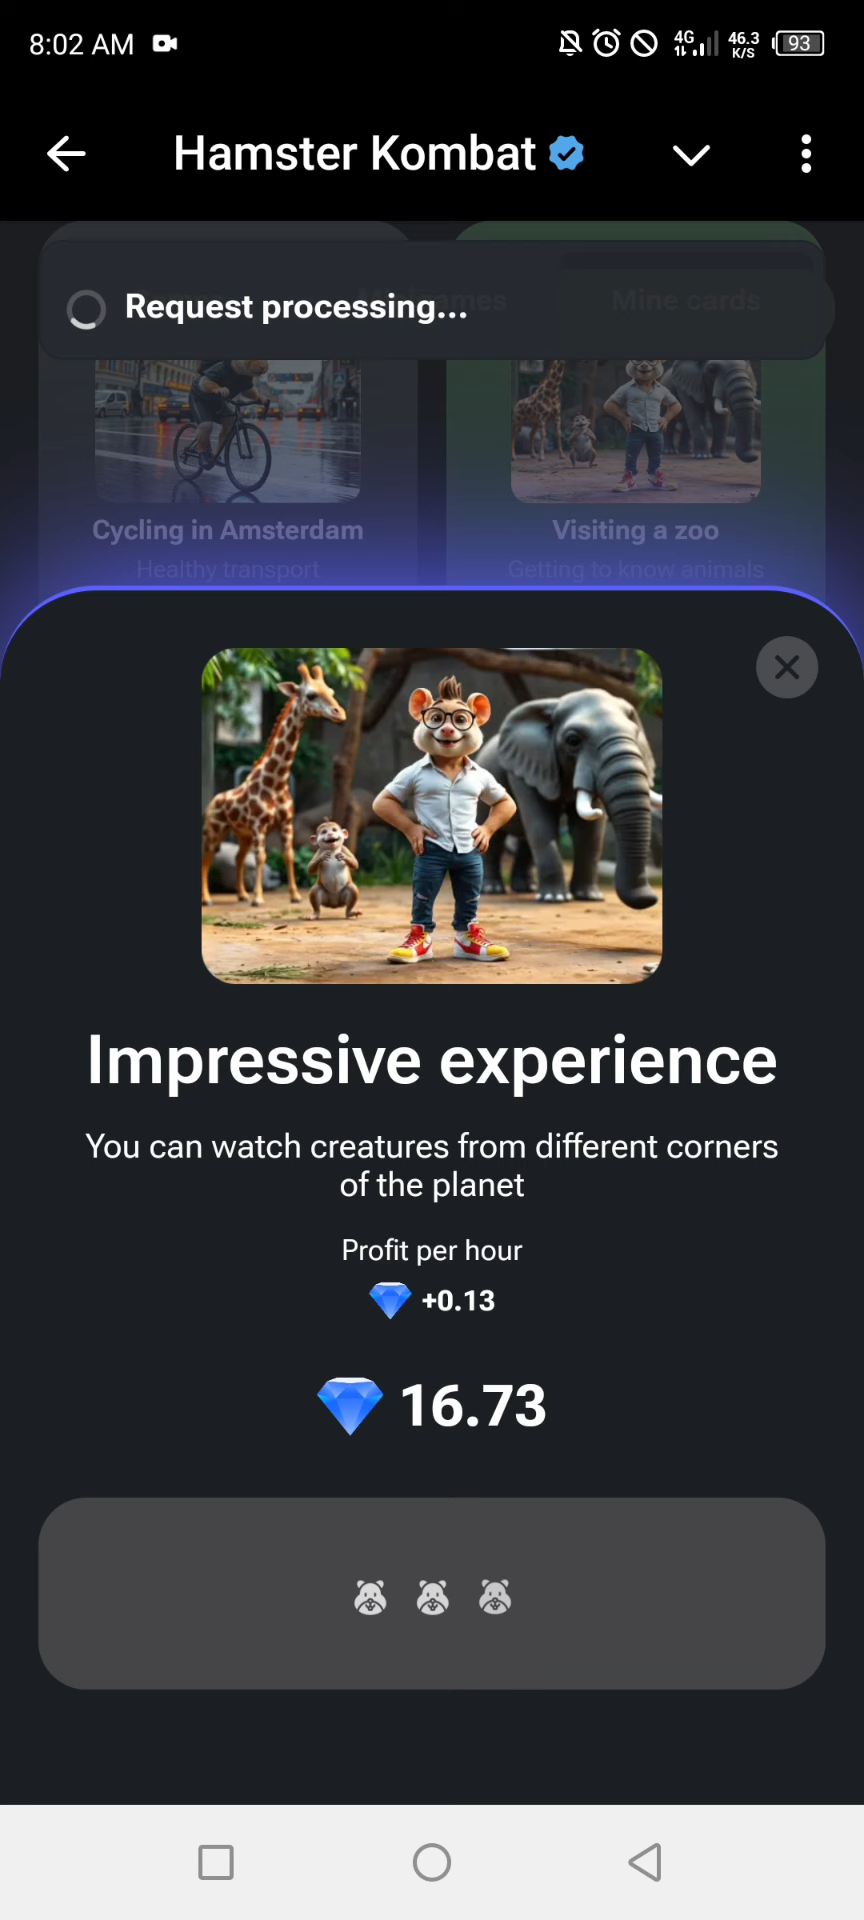 8:02 AM
4G
46.3
K/S
93
Hamster Kombat
Request processing...
Mine cards
Cycling in Amsterdam
Visiting a zoo
Healthy transport
Getting to know animals
Impressive experience
You can watch creatures from different corners
of the planet
Profit per hour
+0.13
16.73